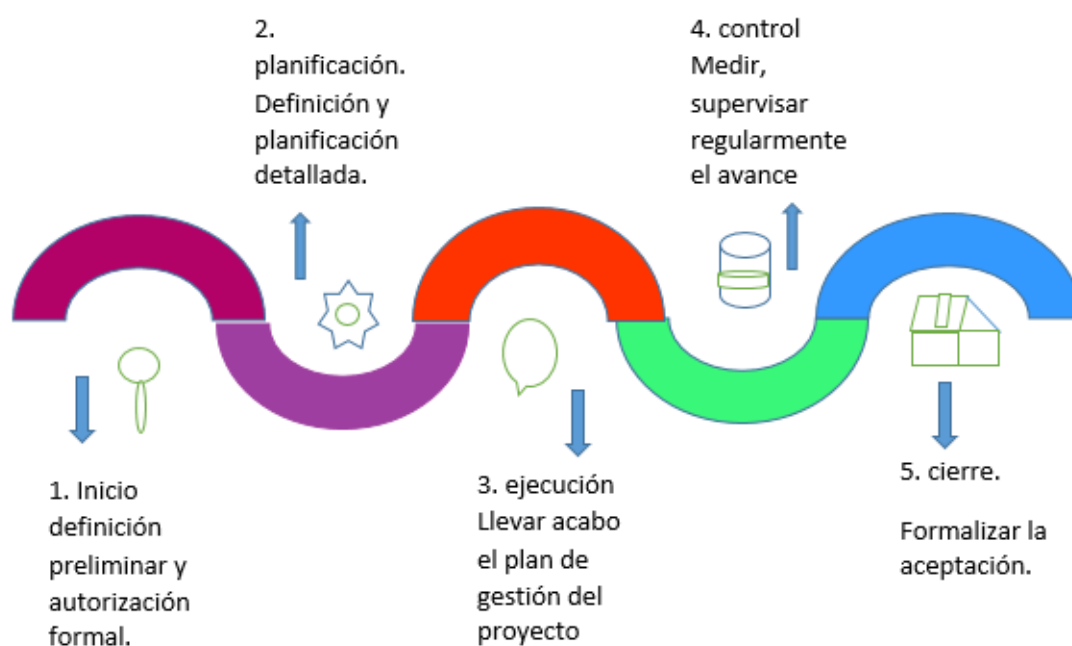 1. Inicio
definición
preliminar y
autorización
formal.
2.
planificación.
Definición y
planificación
detallada.
3. ejecución
Llevar acabo
el plan de
gestión del
proyecto
4. control
Medir,
supervisar
regularmente
el avance
5. cierre.
Formalizar la
aceptación.